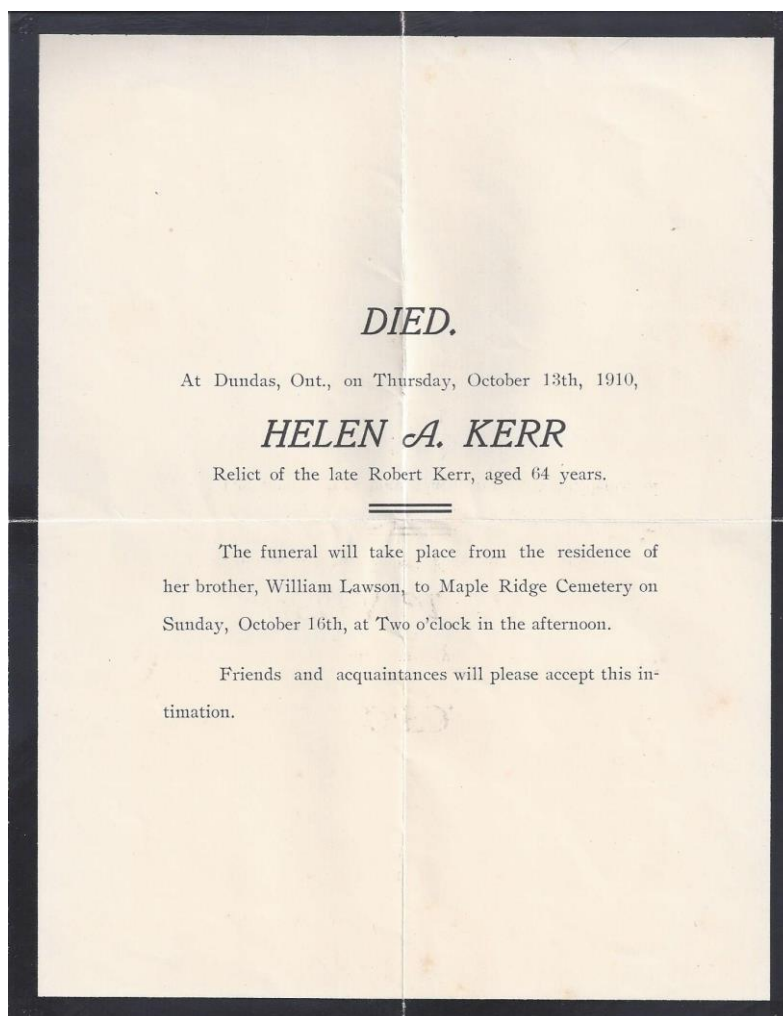 DIED.
At Dundas, Ont., on Thursday, October 13th, 1910,
HELEN A. KERR
Relict of the late Robert Kerr, aged 64 years.
The funeral will take place from the residence of
her brother, William Lawson, to Maple Ridge Cemetery on
Sunday, October 16th, at Two o'clock in the afternoon.
Friends and acquaintances will please accept this in-
timation.